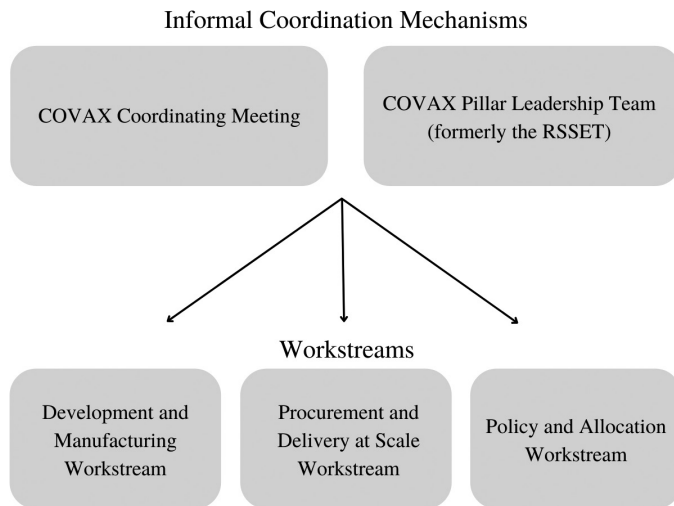 Informal Coordination Mechanisms
COVAX Coordinating Meeting
COVAX Pillar Leadership Team
(formerly the RSSET)
Workstreams
Development and
Manufacturing
Workstream
Procurement and
Delivery at Scale
Workstream
Policy and Allocation
Workstream